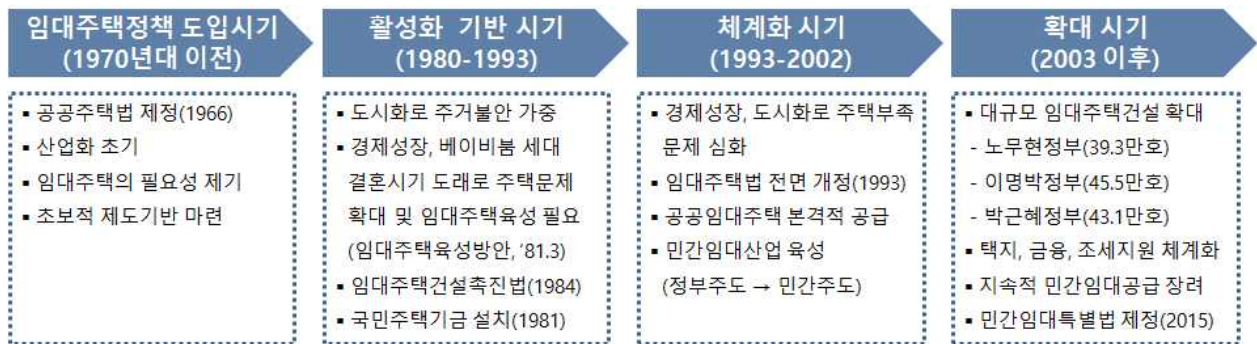 임대주택정책 도입시기
(1970년대 이전)
▪ 공공주택법 제정(1966)
▪ 산업화 초기
▪ 임대주택의 필요성 제기
▪ 초보적 제도기반 마련
활성화 기반 시기
(1980-1993)
▪ 도시화로 주거불안 가중
▪ 경제성장, 베이비붐 세대
결혼시기 도래로 주택문제
확대 및 임대주택육성 필요
(임대주택육성방안, ‘81.3)
▪ 임대주택건설촉진법(1984)
▪ 국민주택기금 설치(1981)
체계화 시기
(1993-2002)
▪ 경제성장, 도시화로 주택부족
문제 심화
▪ 임대주택법 전면 개정(1993)
▪ 공공임대주택 본격적 공급
▪ 민간임대산업 육성
(정부주도 → 민간주도)
확대 시기
(2003 이후)
▪ 대규모 임대주택건설 확대
- 노무현정부(39.3만호)
- 이명박정부(45.5만호)
- 박근혜정부(43.1만호)
▪ 택지, 금융, 조세지원 체계화
▪ 지속적 민간임대공급 장려
▪ 민간임대특별법 제정(2015)